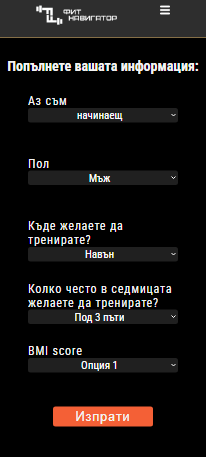 ФИТ
НАВИГАТОР
Попълнете вашата информация:
Аз съм
начинаещ
Пол
Мъж
Къде желаете да
тренирате?
Навън
Колко често в седмицата
желаете да тренирате?
Под 3 пъти
BMI score
Опция 1
Изпрати